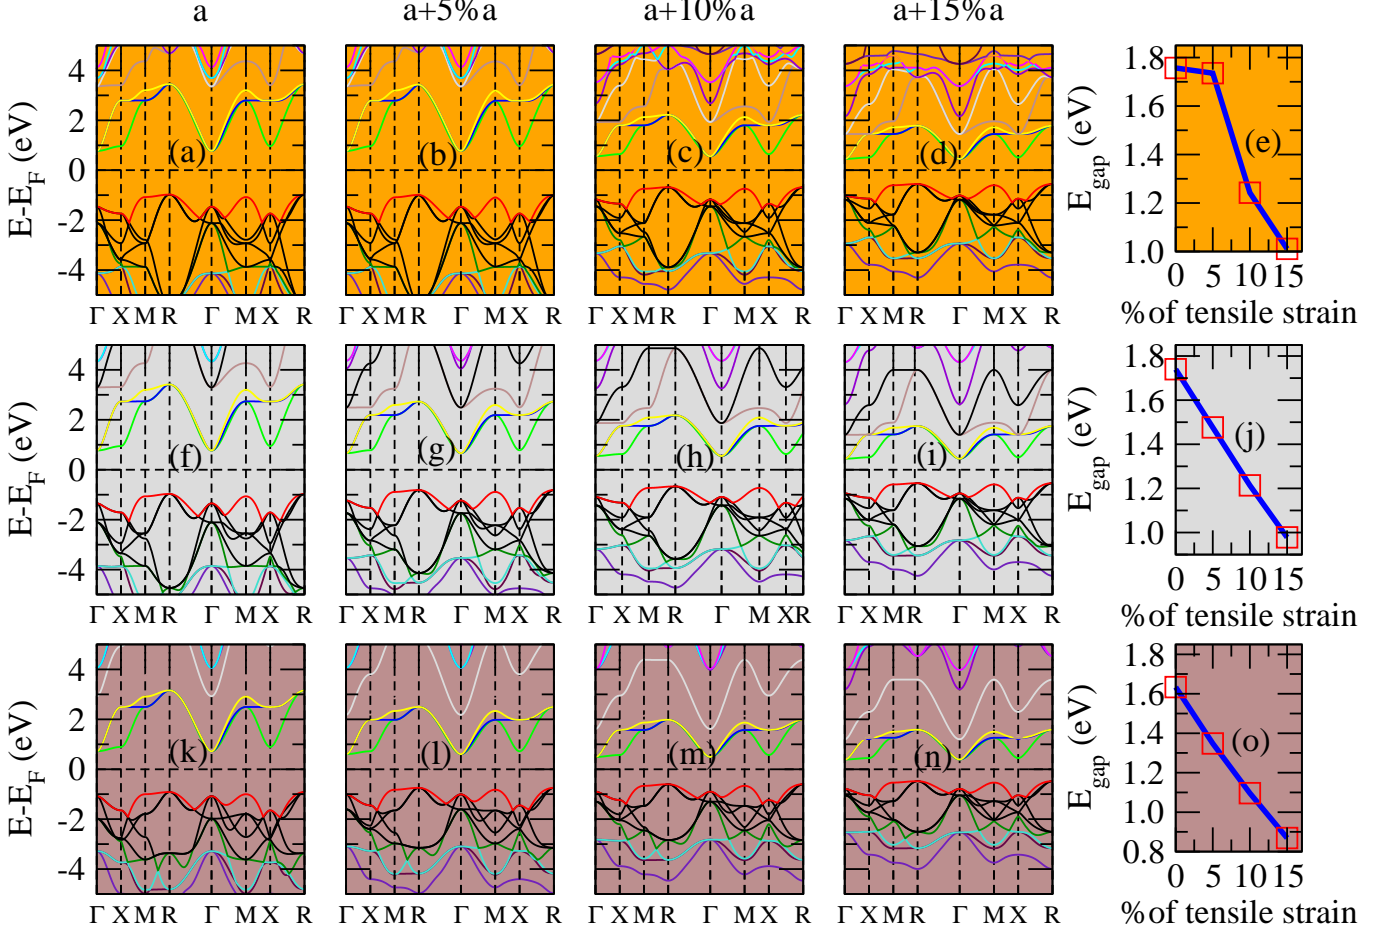 a a+5%a a+10%a a+15%a
E-E_F (eV)
4
2
0
-2
-4
(a) (b) (c) (d)
Γ X M R Γ M X R Γ X M R Γ M X R Γ X M R Γ M X R Γ X M R Γ M X R
E_gap (eV)
1.8
1.6
1.4
1.2
1.0
(e)
0 5 10 15
% of tensile strain
E-E_F (eV)
4
2
0
-2
-4
(f) (g) (h) (i)
Γ X M R Γ M X R Γ X M R Γ M X R Γ X M R Γ M X R Γ X M R Γ M X R
E_gap (eV)
1.8
1.6
1.4
1.2
1.0
(j)
0 5 10 15
% of tensile strain
E-E_F (eV)
4
2
0
-2
-4
(k) (l) (m) (n)
Γ X M R Γ M X R Γ X M R Γ M X R Γ X M R Γ M X R Γ X M R Γ M X R
E_gap (eV)
1.8
1.6
1.4
1.2
1.0
0.8
(o)
0 5 10 15
% of tensile strain